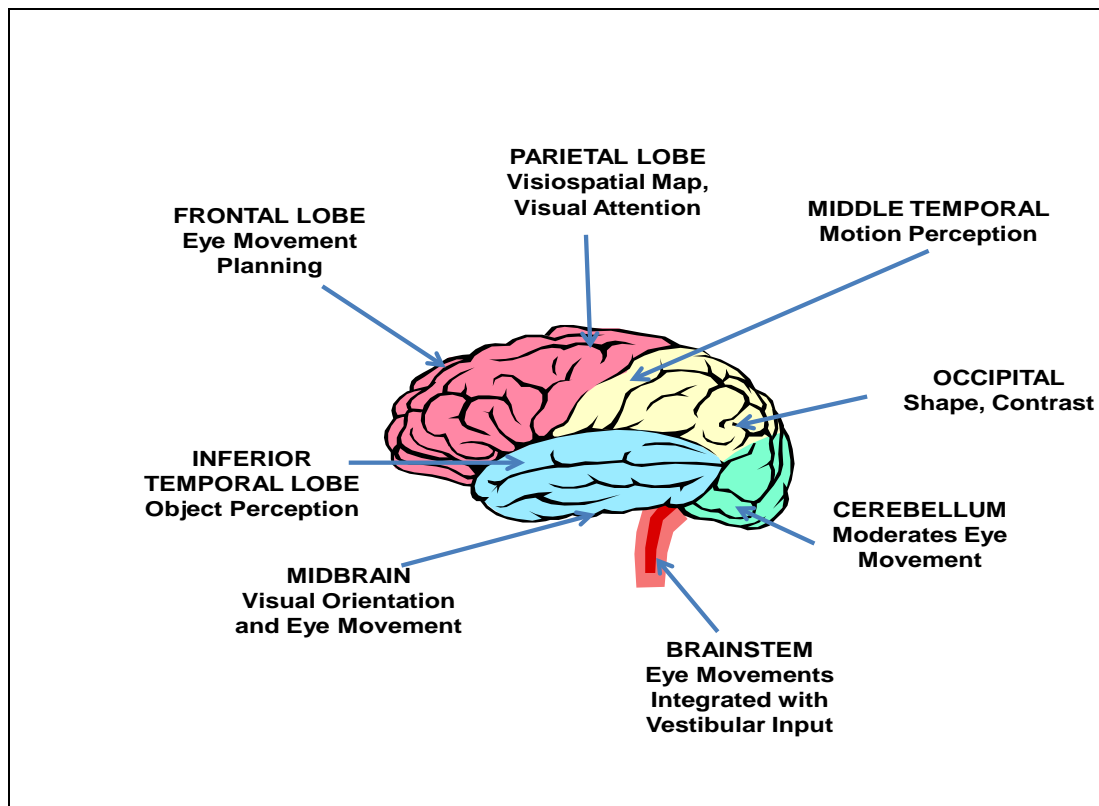 PARIETAL LOBE
Visiospatial Map,
Visual Attention
FRONTAL LOBE
Eye Movement
Planning
MIDDLE TEMPORAL
Motion Perception
OCCIPITAL
Shape, Contrast
INFERIOR
TEMPORAL LOBE
Object Perception
CEREBELLUM
Moderates Eye
Movement
MIDBRAIN
Visual Orientation
and Eye Movement
BRAINSTEM
Eye Movements
Integrated with
Vestibular Input